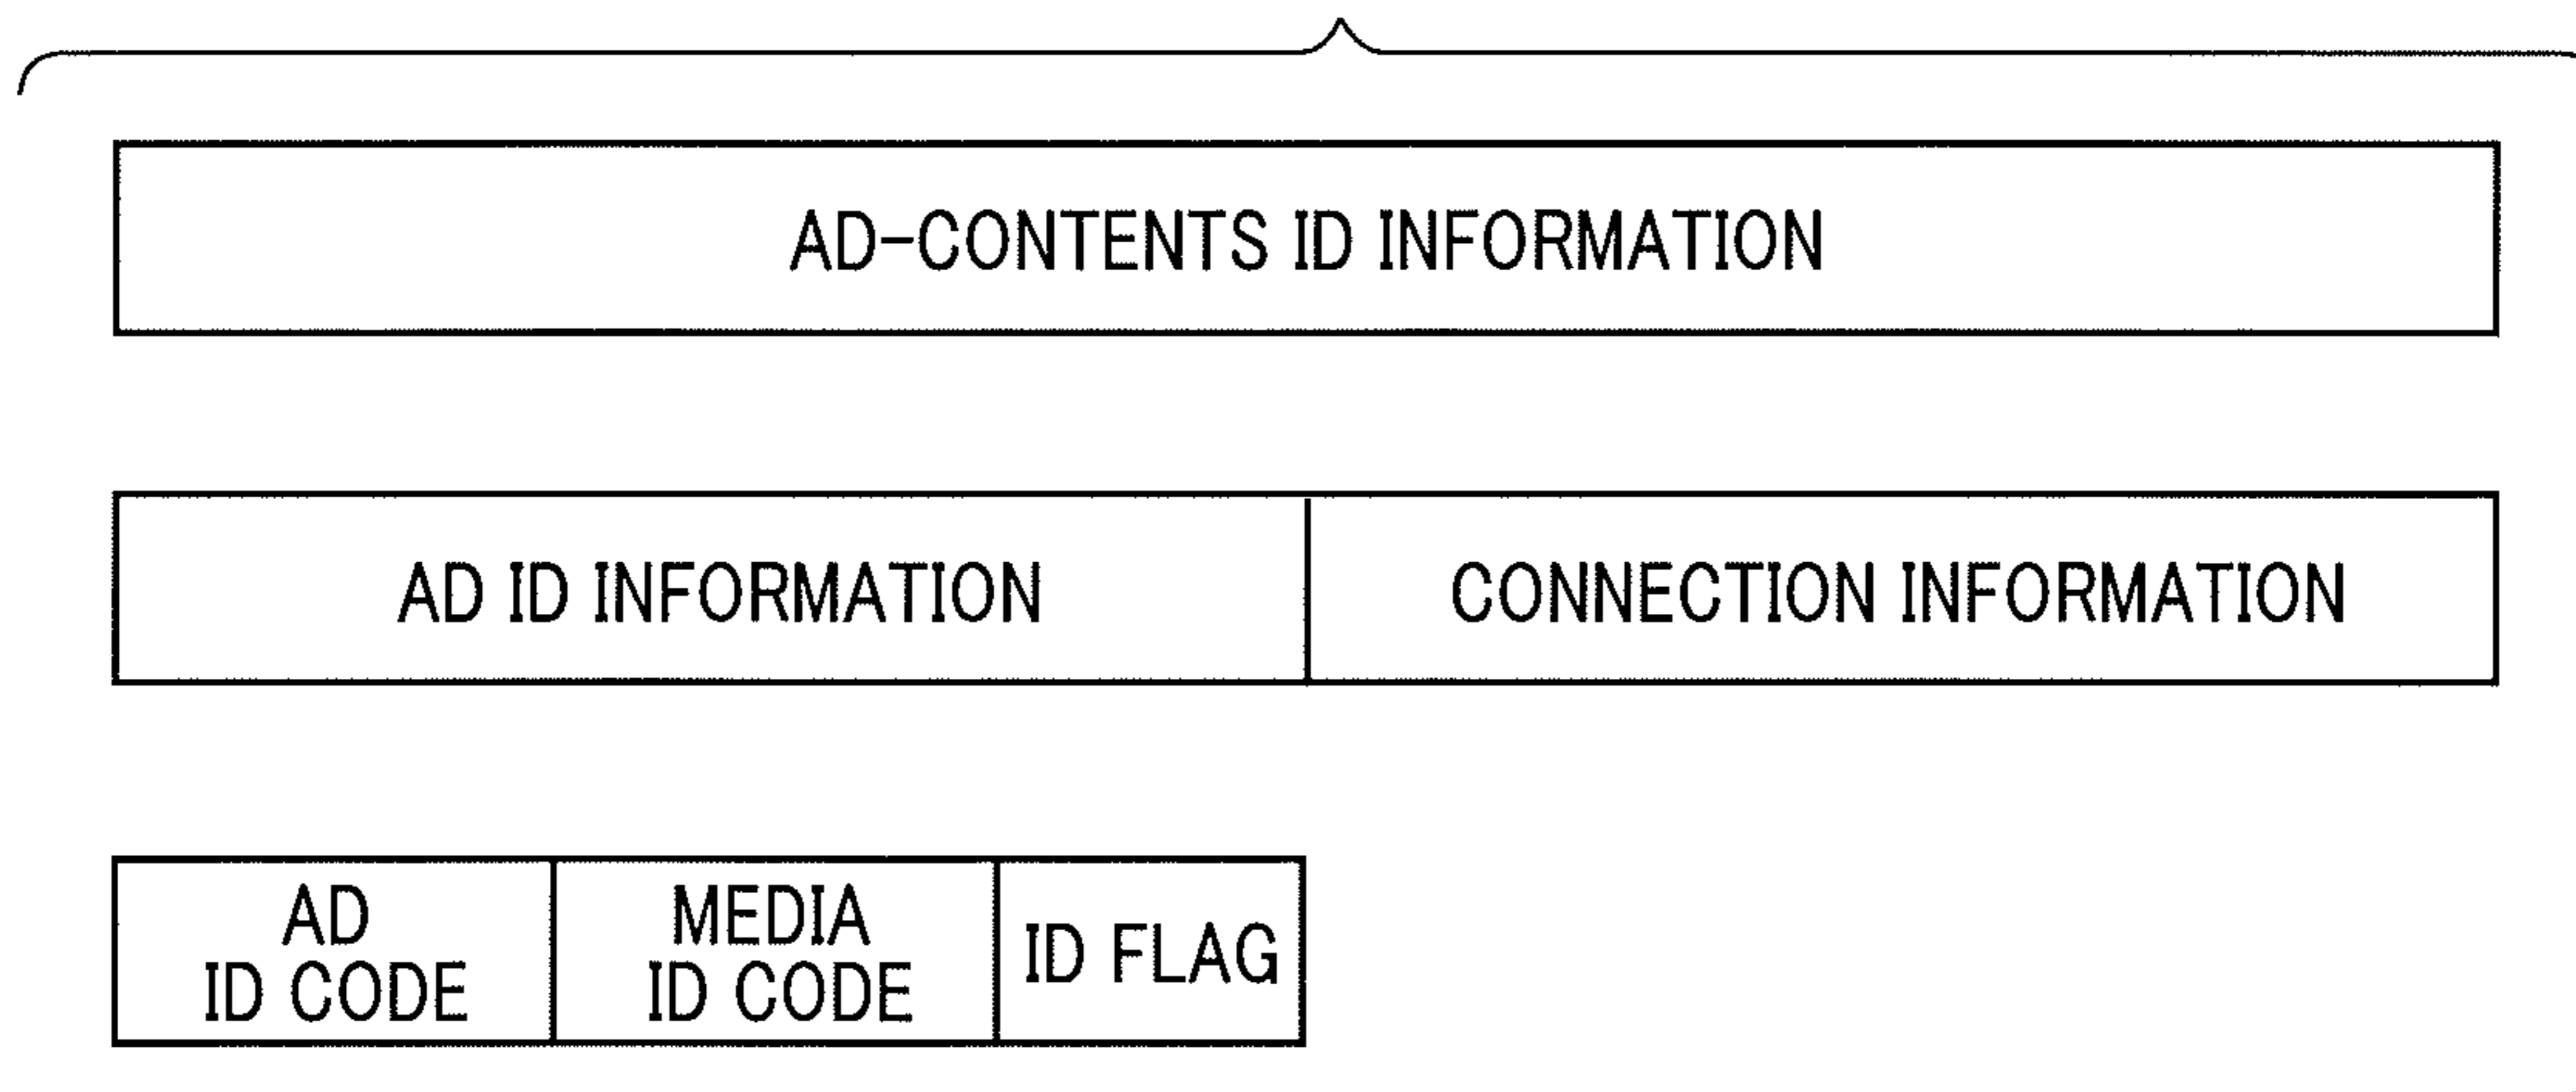 AD-CONTENTS ID INFORMATION
AD ID INFORMATION
CONNECTION INFORMATION
AD
ID CODE
MEDIA
ID CODE
ID FLAG